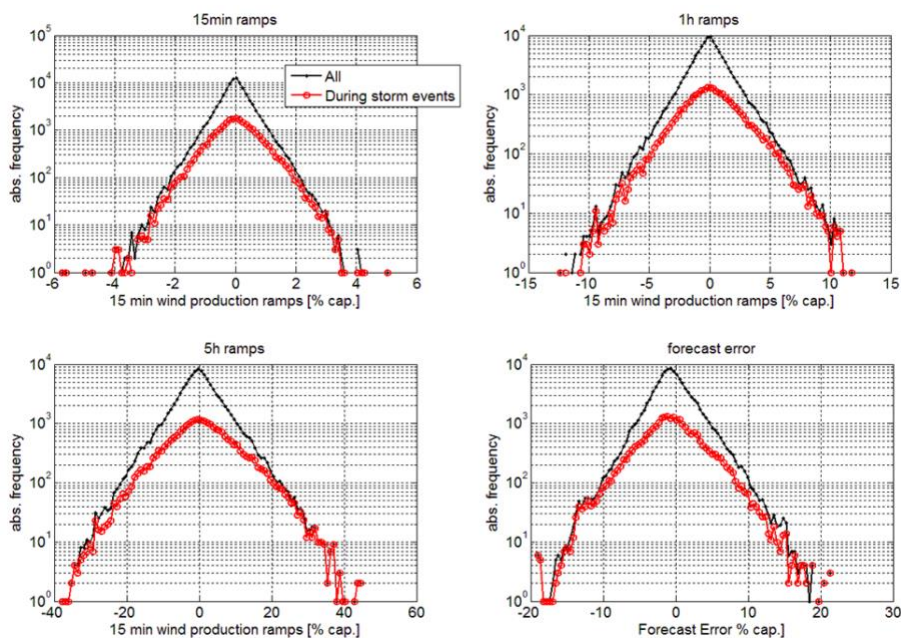 15min ramps
10^5
10^4
10^3
10^2
10^1
10^0
abs. frequency
-6 -4 -2 0 2 4 6
15 min wind production ramps [% cap.]
All
During storm events
1h ramps
10^4
10^3
10^2
10^1
10^0
abs. frequency
-15 -10 -5 0 5 10 15
15 min wind production ramps [% cap.]
5h ramps
10^4
10^3
10^2
10^1
10^0
abs. frequency
-40 -20 0 20 40 60
15 min wind production ramps [% cap.]
forecast error
10^4
10^3
10^2
10^1
10^0
abs. frequency
-20 -10 0 10 20 30
Forecast Error % cap.]